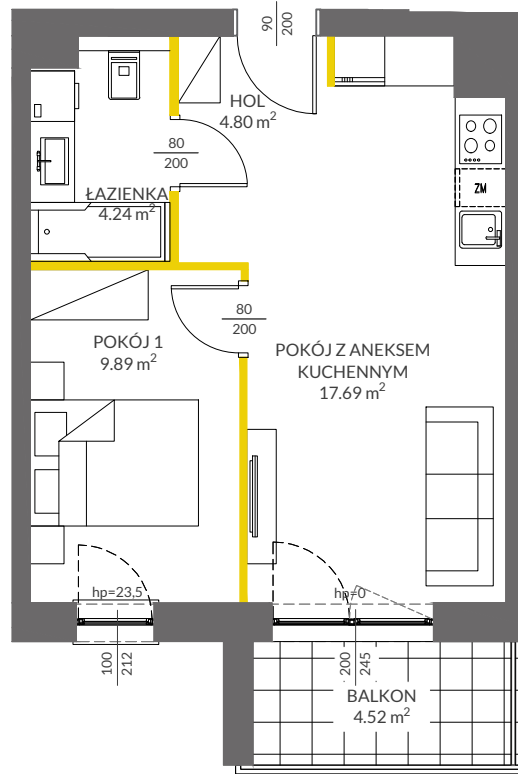 90
200
HOL
4.80 m²
80
200
ŁAZIENKA
4.24 m²
ZM
80
200
POKÓJ 1
9.89 m²
POKÓJ Z ANEKSEM
KUCHENNYM
17.69 m²
hp=23,5
hp=0
100
212
200
245
BALKON
4.52 m²